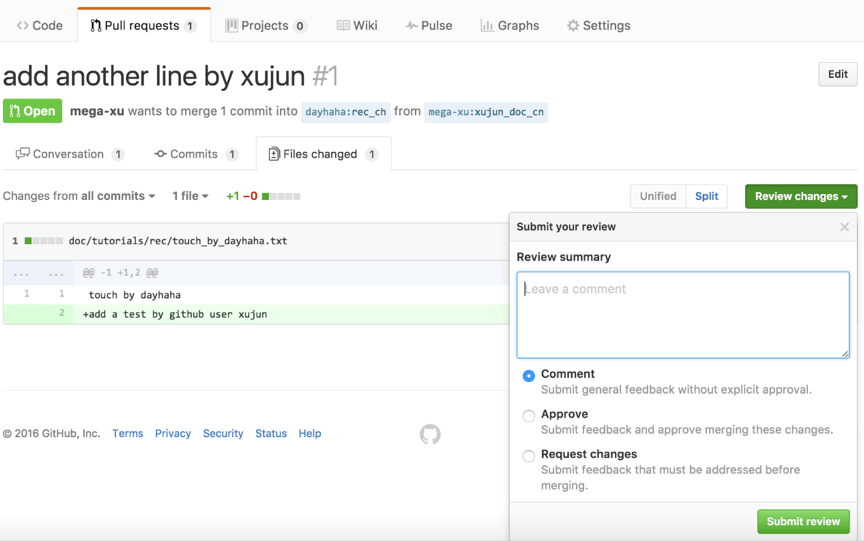 Code Pull requests 1 Projects 0 Wiki Pulse Graphs Settings
add another line by xujun #1
Edit
Open mega-xu wants to merge 1 commit into dayhaha:rec_ch from mega-xu:xujun_doc_cn
Conversation 1 Commits 1 Files changed 1
Changes from all commits 1 file +1 −0 Unified Split Review changes
Submit your review
1 doc/tutorials/rec/touch_by_dayhaha.txt
Review summary
... ... @@ -1 +1,2 @@
Leave a comment
1 1 touch by dayhaha
2 +add a test by github user xujun
Comment
Submit general feedback without explicit approval.
Approve
Submit feedback and approve merging these changes.
Request changes
Submit feedback that must be addressed before
merging.
Submit review
© 2016 GitHub, Inc. Terms Privacy Security Status Help